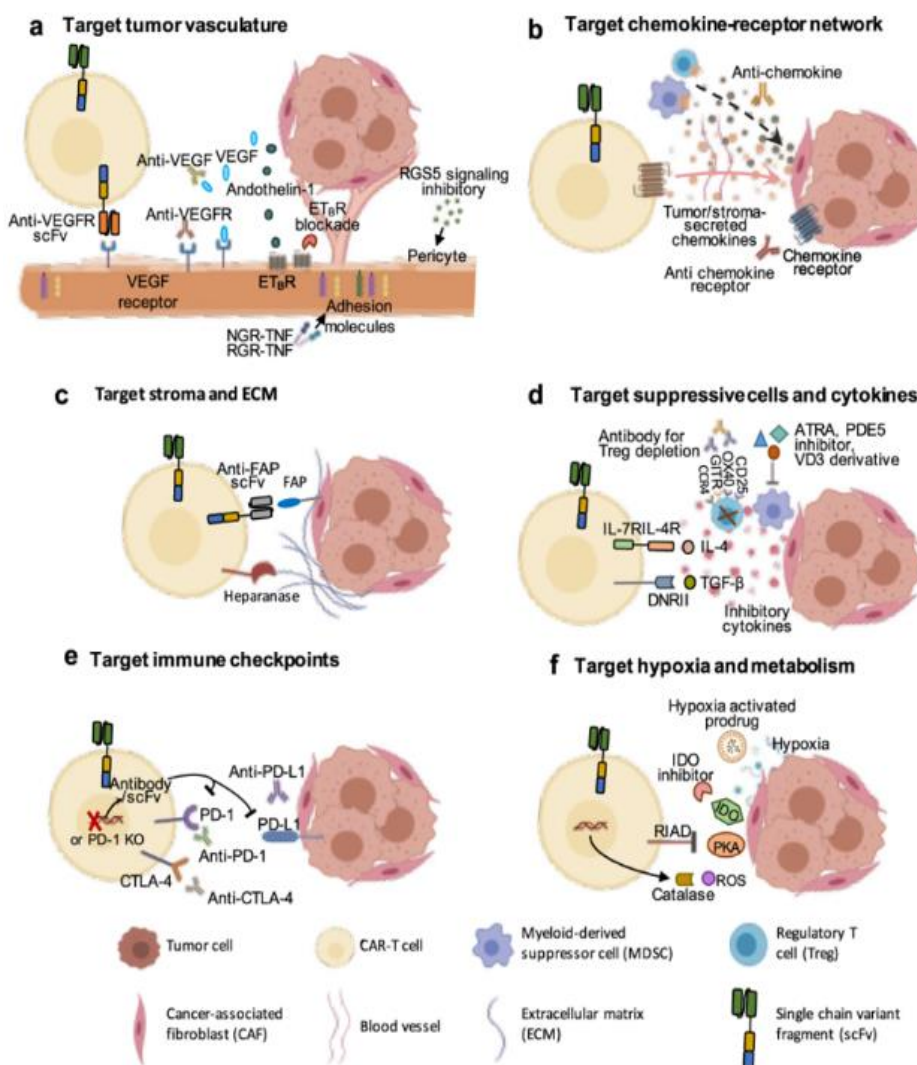 a Target tumor vasculature
Anti-VEGF
VEGF
Endothelin-1
RGS5 signaling
inhibitory
Anti-VEGFR
scFv
Anti-VEGFR
ETBR
blockade
Pericyte
VEGF
receptor
ETBR
Adhesion
molecules
NGR-TNF
RGR-TNF
b Target chemokine-receptor network
Anti-chemokine
Tumor/stroma-
secreted
chemokines
Chemokine
receptor
Anti chemokine
receptor
c Target stroma and ECM
Anti-FAP
scFv
FAP
Heparanase
d Target suppressive cells and cytokines
Antibody for
Treg depletion
CCR4
GITR
OX40
CD25
ATRA, PDE5
inhibitor,
VD3 derivative
IL-7RIL-4R
IL-4
DNRII
TGF-β
Inhibitory
cytokines
e Target immune checkpoints
Antibody
/scFv
or PD-1 KO
Anti-PD-L1
PD-1
PD-L1
Anti-PD-1
CTLA-4
Anti-CTLA-4
f Target hypoxia and metabolism
Hypoxia activated
prodrug
Hypoxia
IDO
inhibitor
IDO
RIAD
PKA
ROS
Catalase
Tumor cell
CAR-T cell
Myeloid-derived
suppressor cell (MDSC)
Regulatory T
cell (Treg)
Cancer-associated
fibroblast (CAF)
Blood vessel
Extracellular matrix
(ECM)
Single chain variant
fragment (scFv)